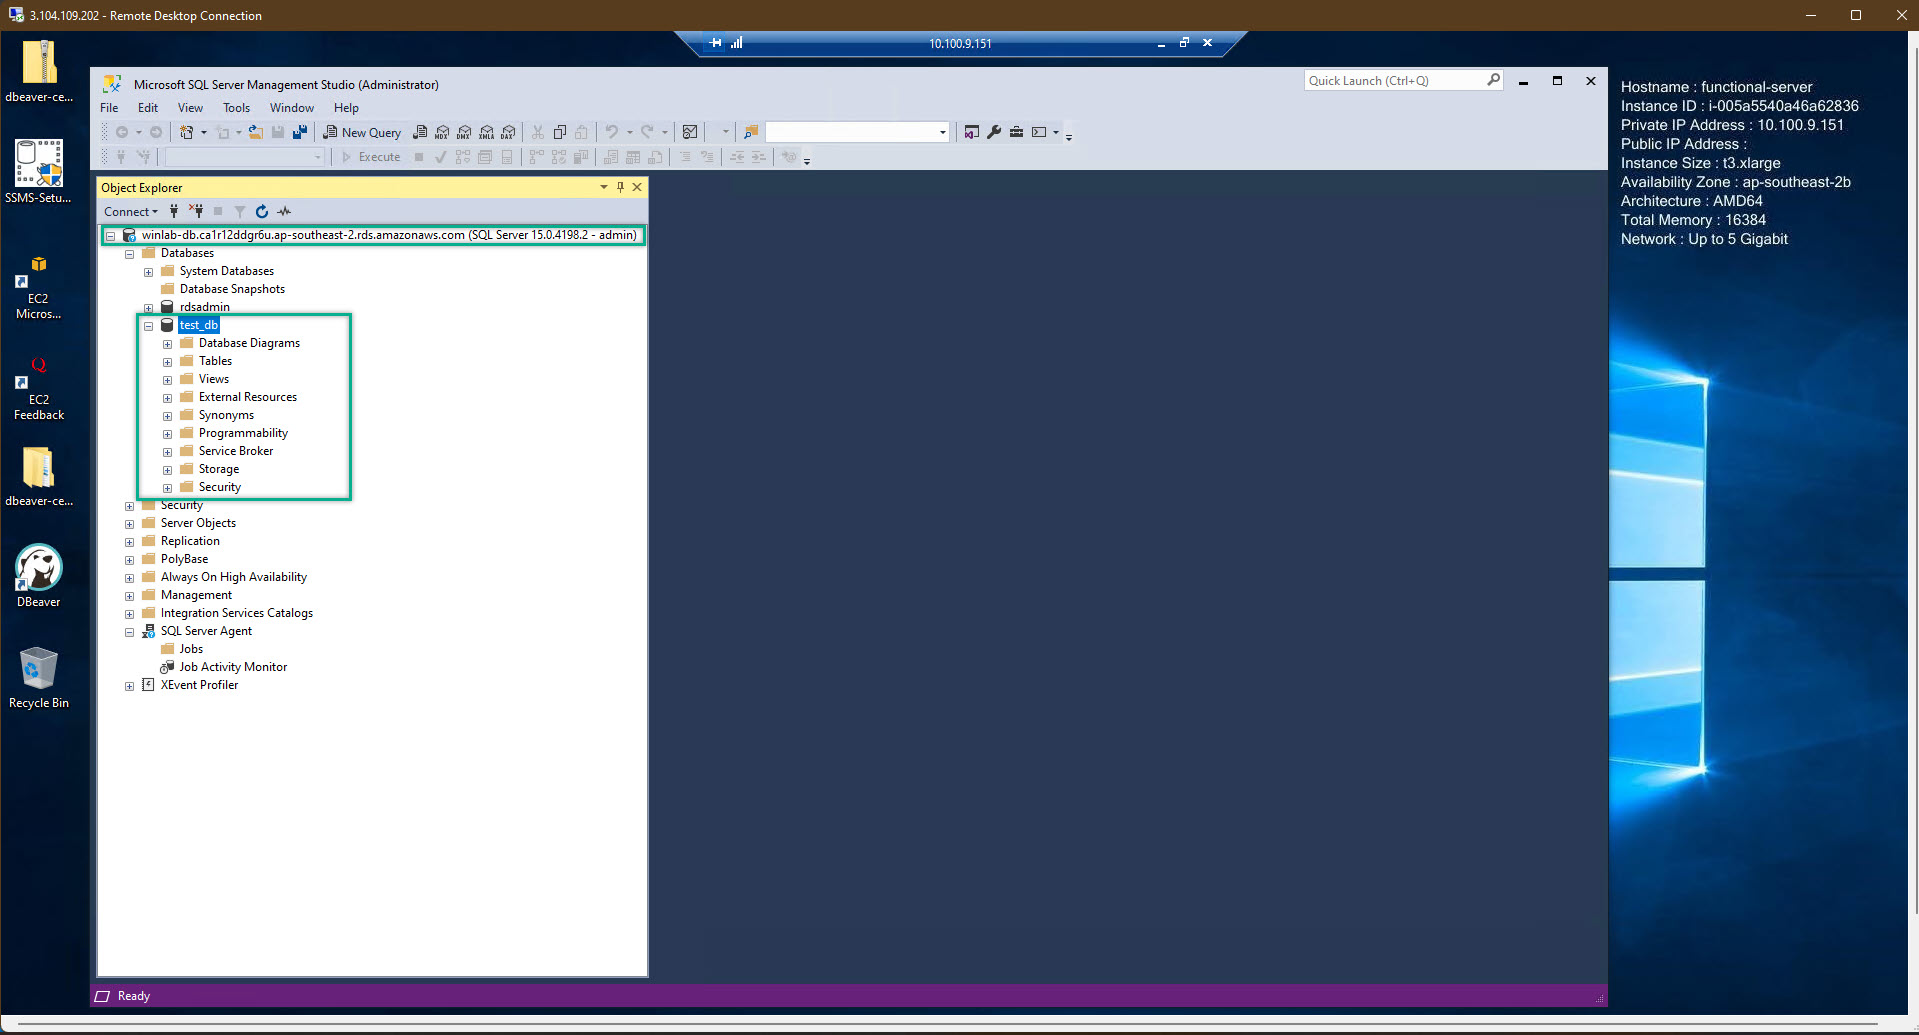 3.104.109.202 - Remote Desktop Connection
10.100.9.151
dbeaver-ce...
SSMS-Setu...
EC2
Micros...
EC2
Feedback
dbeaver-ce...
DBeaver
Recycle Bin
Microsoft SQL Server Management Studio (Administrator)
Quick Launch (Ctrl+Q)
File Edit View Tools Window Help
New Query MDX DMX XMLA DAX
Execute
Object Explorer
Connect
winlab-db.ca1r12ddgr6u.ap-southeast-2.rds.amazonaws.com (SQL Server 15.0.4198.2 - admin)
Databases
System Databases
Database Snapshots
rdsadmin
test_db
Database Diagrams
Tables
Views
External Resources
Synonyms
Programmability
Service Broker
Storage
Security
Security
Server Objects
Replication
PolyBase
Always On High Availability
Management
Integration Services Catalogs
SQL Server Agent
Jobs
Job Activity Monitor
XEvent Profiler
Ready
Hostname : functional-server
Instance ID : i-005a5540a46a62836
Private IP Address : 10.100.9.151
Public IP Address :
Instance Size : t3.xlarge
Availability Zone : ap-southeast-2b
Architecture : AMD64
Total Memory : 16384
Network : Up to 5 Gigabit